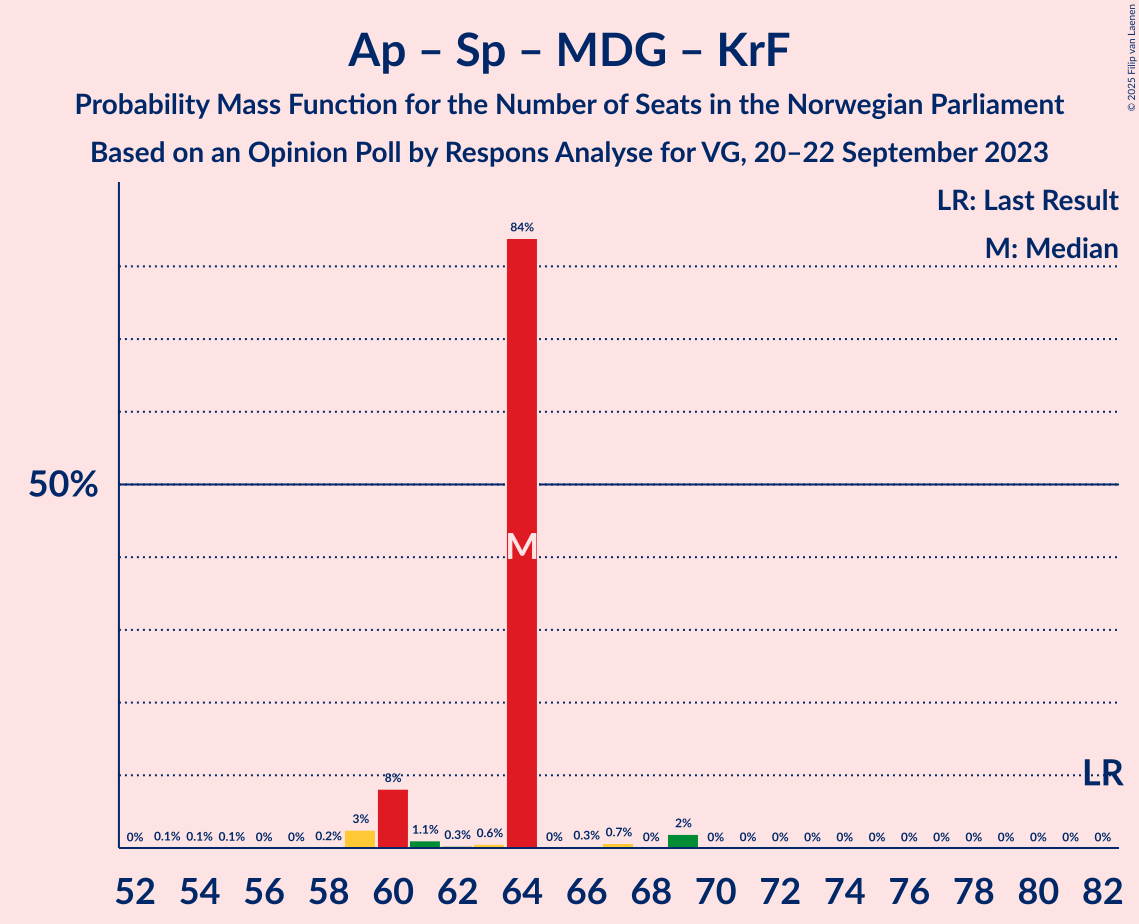 Ap – Sp – MDG – KrF
Probability Mass Function for the Number of Seats in the Norwegian Parliament
Based on an Opinion Poll by Respons Analyse for VG, 20–22 September 2023
© 2025 Filip van Laenen
LR: Last Result
M: Median
84%
50%
M
LR
8%
3%
2%
0% 0.1% 0.1% 0.1% 0% 0% 0.2% 1.1% 0.3% 0.6% 0% 0.3% 0.7% 0% 0% 0% 0% 0% 0% 0% 0% 0% 0% 0% 0% 0%
52 54 56 58 60 62 64 66 68 70 72 74 76 78 80 82